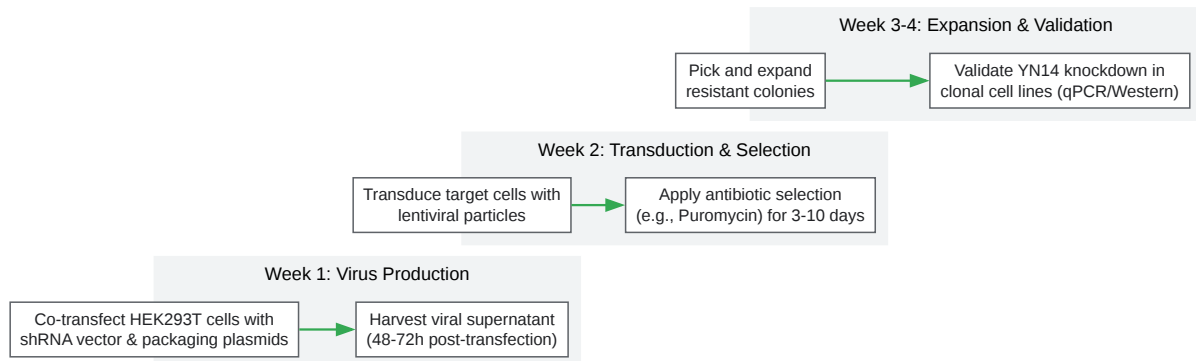 Week 3-4: Expansion & Validation
Pick and expand
resistant colonies
Validate YN14 knockdown in
clonal cell lines (qPCR/Western)
Week 2: Transduction & Selection
Transduce target cells with
lentiviral particles
Apply antibiotic selection
(e.g., Puromycin) for 3-10 days
Week 1: Virus Production
Co-transfect HEK293T cells with
shRNA vector & packaging plasmids
Harvest viral supernatant
(48-72h post-transfection)